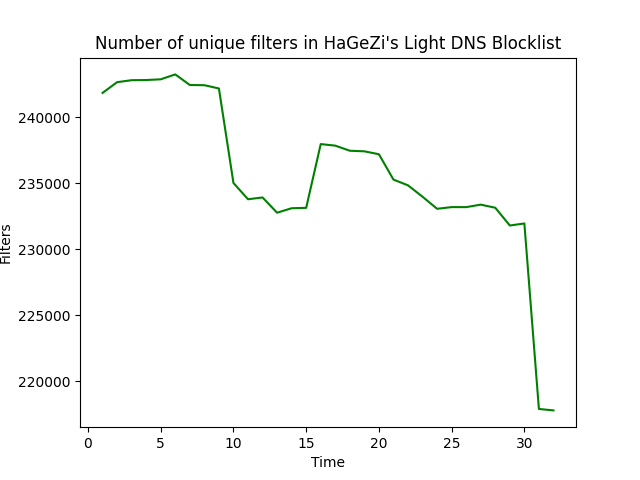 Number of unique filters in HaGeZi's Light DNS Blocklist
240000
235000
230000
225000
220000
Filters
0 5 10 15 20 25 30
Time